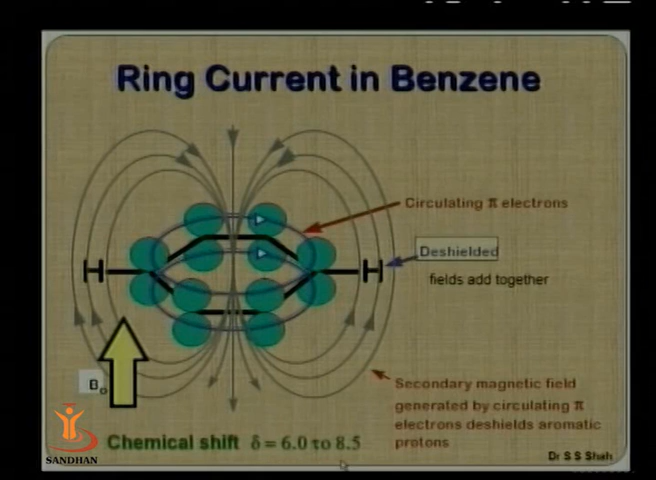 Ring Current in Benzene
Circulating π electrons
Deshielded
H
H
fields add together
B₀
Secondary magnetic field
generated by circulating π
electrons deshields aromatic
protons
Chemical shift δ = 6.0 to 8.5
SANDHAN
Dr S S Shah